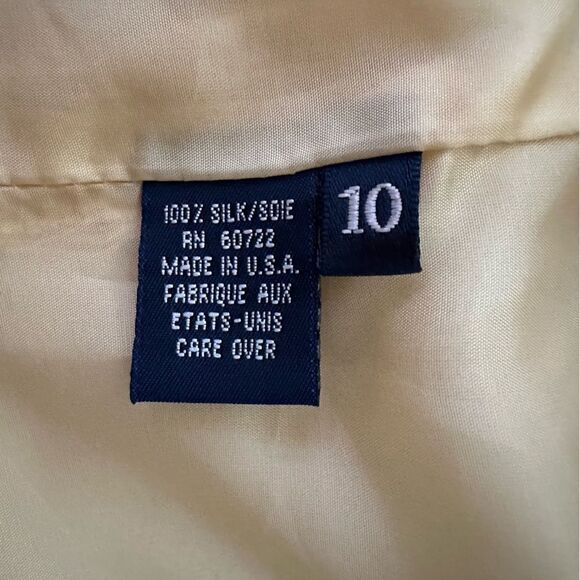 100% SILK/SOIE
RN 60722
MADE IN U.S.A.
FABRIQUE AUX
ETATS-UNIS
CARE OVER
10